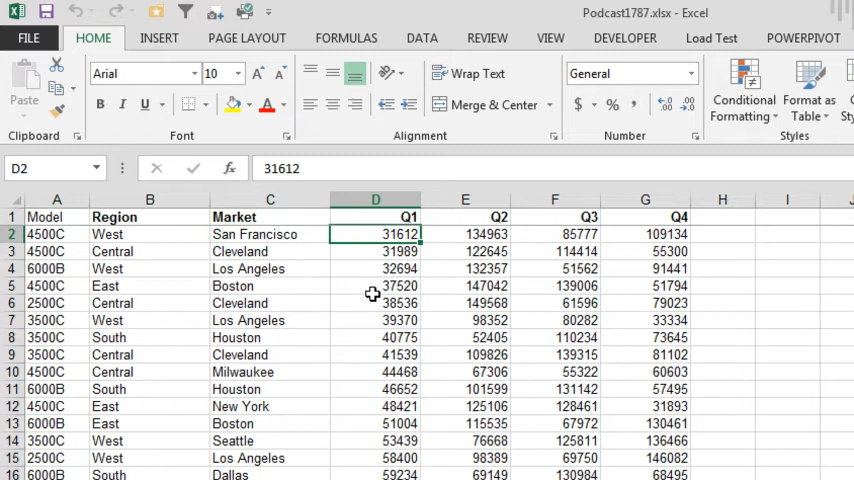 Podcast1787.xlsx - Excel
FILE HOME INSERT PAGE LAYOUT FORMULAS DATA REVIEW VIEW DEVELOPER Load Test POWERPIVOT
Paste Arial 10 B I U A A A Wrap Text Merge & Center General $ % , Conditional Formatting Format as Table
Clipboard Font Alignment Number Styles
D2 fx 31612
A B C D E F G H I
1 Model Region Market Q1 Q2 Q3 Q4
2 4500C West San Francisco 31612 134963 85777 109134
3 4500C Central Cleveland 31989 122645 114414 55300
4 6000B West Los Angeles 32694 132357 51562 91441
5 4500C East Boston 37520 147042 139006 51794
6 2500C Central Cleveland 38536 149568 61596 79023
7 3500C West Los Angeles 39370 98352 80282 33334
8 3500C South Houston 40775 52405 110234 73645
9 3500C Central Cleveland 41539 109826 139315 81102
10 4500C Central Milwaukee 44468 67306 55322 60603
11 6000B South Houston 46652 101599 131142 57495
12 4500C East New York 48421 125106 128461 31893
13 6000B East Boston 51004 115535 67972 130461
14 3500C West Seattle 53439 76668 125811 136466
15 2500C West Los Angeles 58400 98389 69750 146082
16 6000B South Dallas 59234 69149 130984 68495